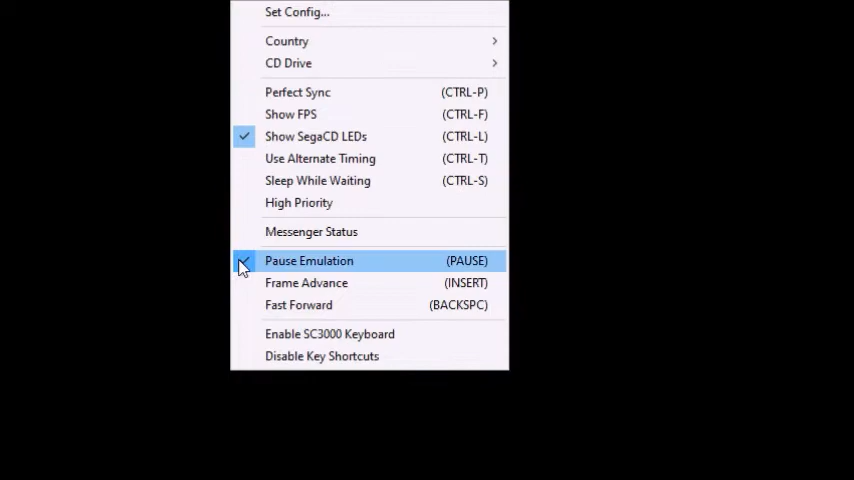 Set Config...
Country
CD Drive
Perfect Sync (CTRL-P)
Show FPS (CTRL-F)
Show SegaCD LEDs (CTRL-L)
Use Alternate Timing (CTRL-T)
Sleep While Waiting (CTRL-S)
High Priority
Messenger Status
Pause Emulation (PAUSE)
Frame Advance (INSERT)
Fast Forward (BACKSPC)
Enable SC3000 Keyboard
Disable Key Shortcuts